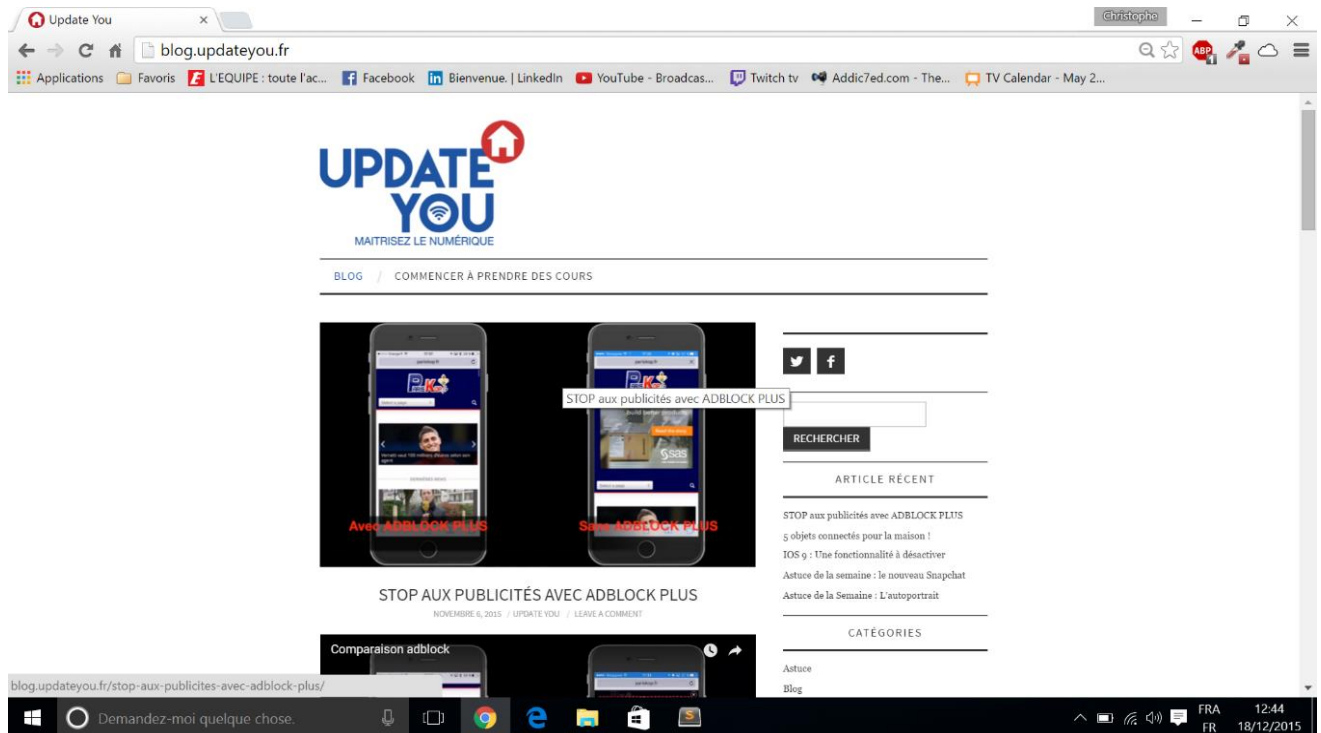 Update You
Christophe
blog.updateyou.fr
ABP
1
Applications
Favoris
L'EQUIPE : toute l'ac...
Facebook
Bienvenue. | LinkedIn
YouTube - Broadcas...
Twitch tv
Addic7ed.com - The...
TV Calendar - May 2...
UPDATE
YOU
MAITRISEZ LE NUMÉRIQUE
BLOG / COMMENCER À PRENDRE DES COURS
STOP aux publicités avec ADBLOCK PLUS
Avec ADBLOCK PLUS
Sans ADBLOCK PLUS
STOP AUX PUBLICITÉS AVEC ADBLOCK PLUS
NOVEMBRE 6, 2015 / UPDATE YOU / LEAVE A COMMENT
Comparaison adblock
RECHERCHER
ARTICLE RÉCENT
STOP aux publicités avec ADBLOCK PLUS
5 objets connectés pour la maison !
IOS 9 : Une fonctionnalité à désactiver
Astuce de la semaine : le nouveau Snapchat
Astuce de la Semaine : L'autoportrait
CATÉGORIES
Astuce
Blog
blog.updateyou.fr/stop-aux-publicites-avec-adblock-plus/
Demandez-moi quelque chose.
FRA
FR
12:44
18/12/2015